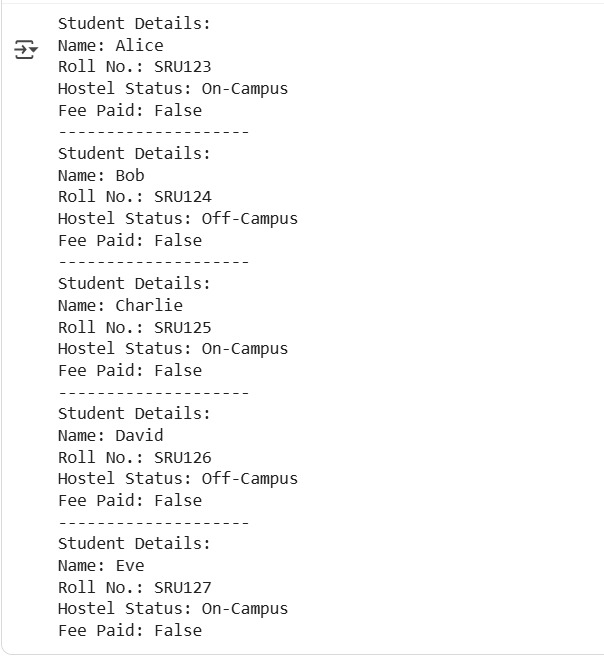 Student Details:
Name: Alice
Roll No.: SRU123
Hostel Status: On-Campus
Fee Paid: False
--------------------
Student Details:
Name: Bob
Roll No.: SRU124
Hostel Status: Off-Campus
Fee Paid: False
--------------------
Student Details:
Name: Charlie
Roll No.: SRU125
Hostel Status: On-Campus
Fee Paid: False
--------------------
Student Details:
Name: David
Roll No.: SRU126
Hostel Status: Off-Campus
Fee Paid: False
--------------------
Student Details:
Name: Eve
Roll No.: SRU127
Hostel Status: On-Campus
Fee Paid: False